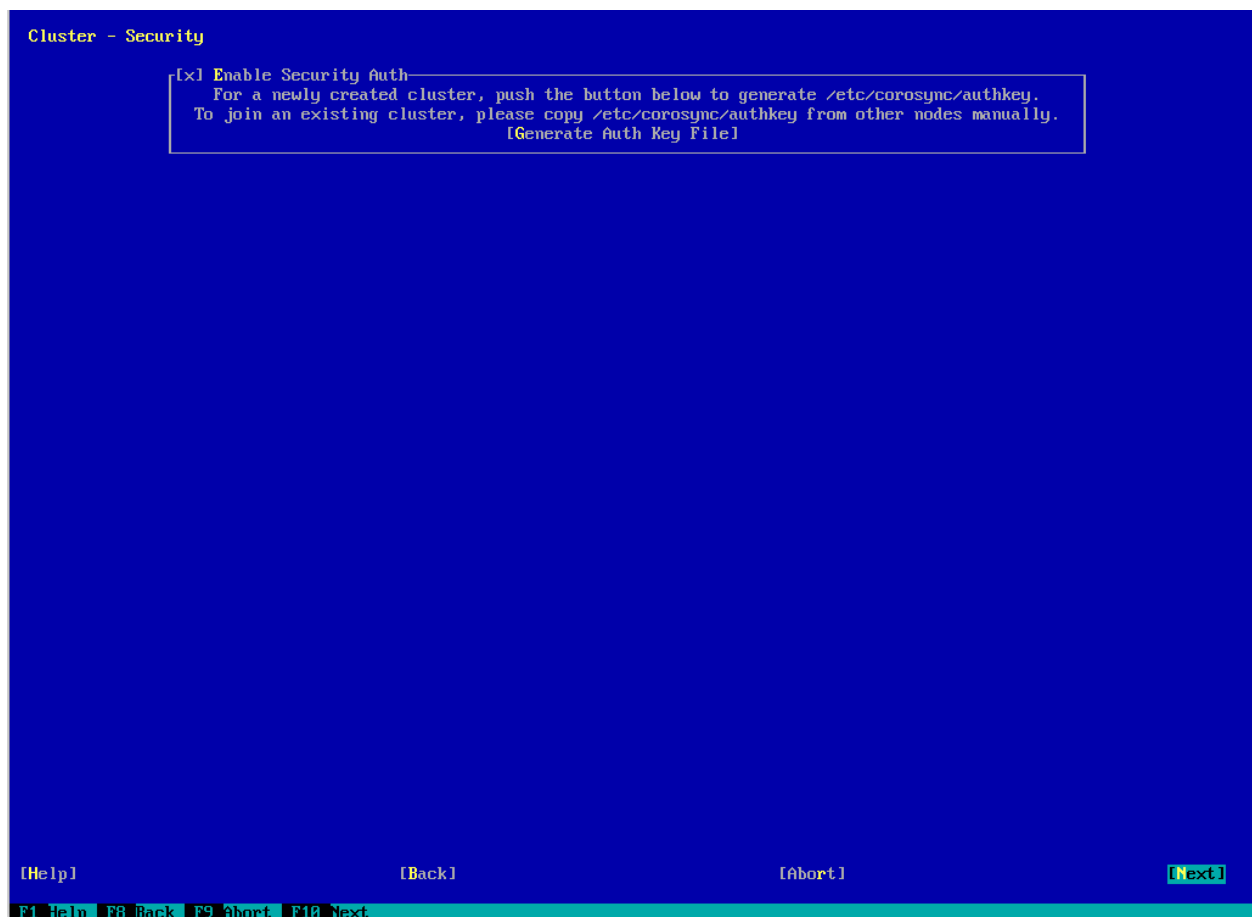 Cluster - Security
[x] Enable Security Auth
For a newly created cluster, push the button below to generate /etc/corosync/authkey.
To join an existing cluster, please copy /etc/corosync/authkey from other nodes manually.
[Generate Auth Key File]
[Help] [Back] [Abort] [Next]
F1 Help F8 Back F9 Abort F10 Next